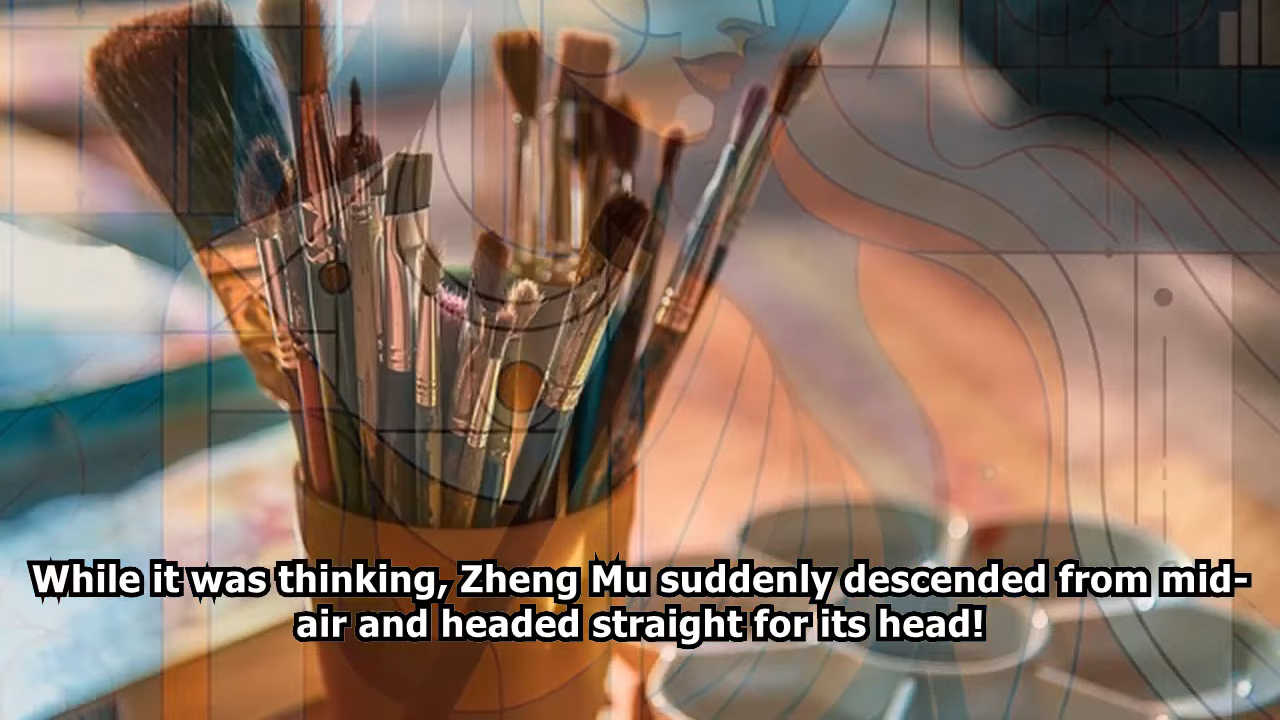 While it was thinking, Zheng Mu suddenly descended from mid-
air and headed straight for its head!